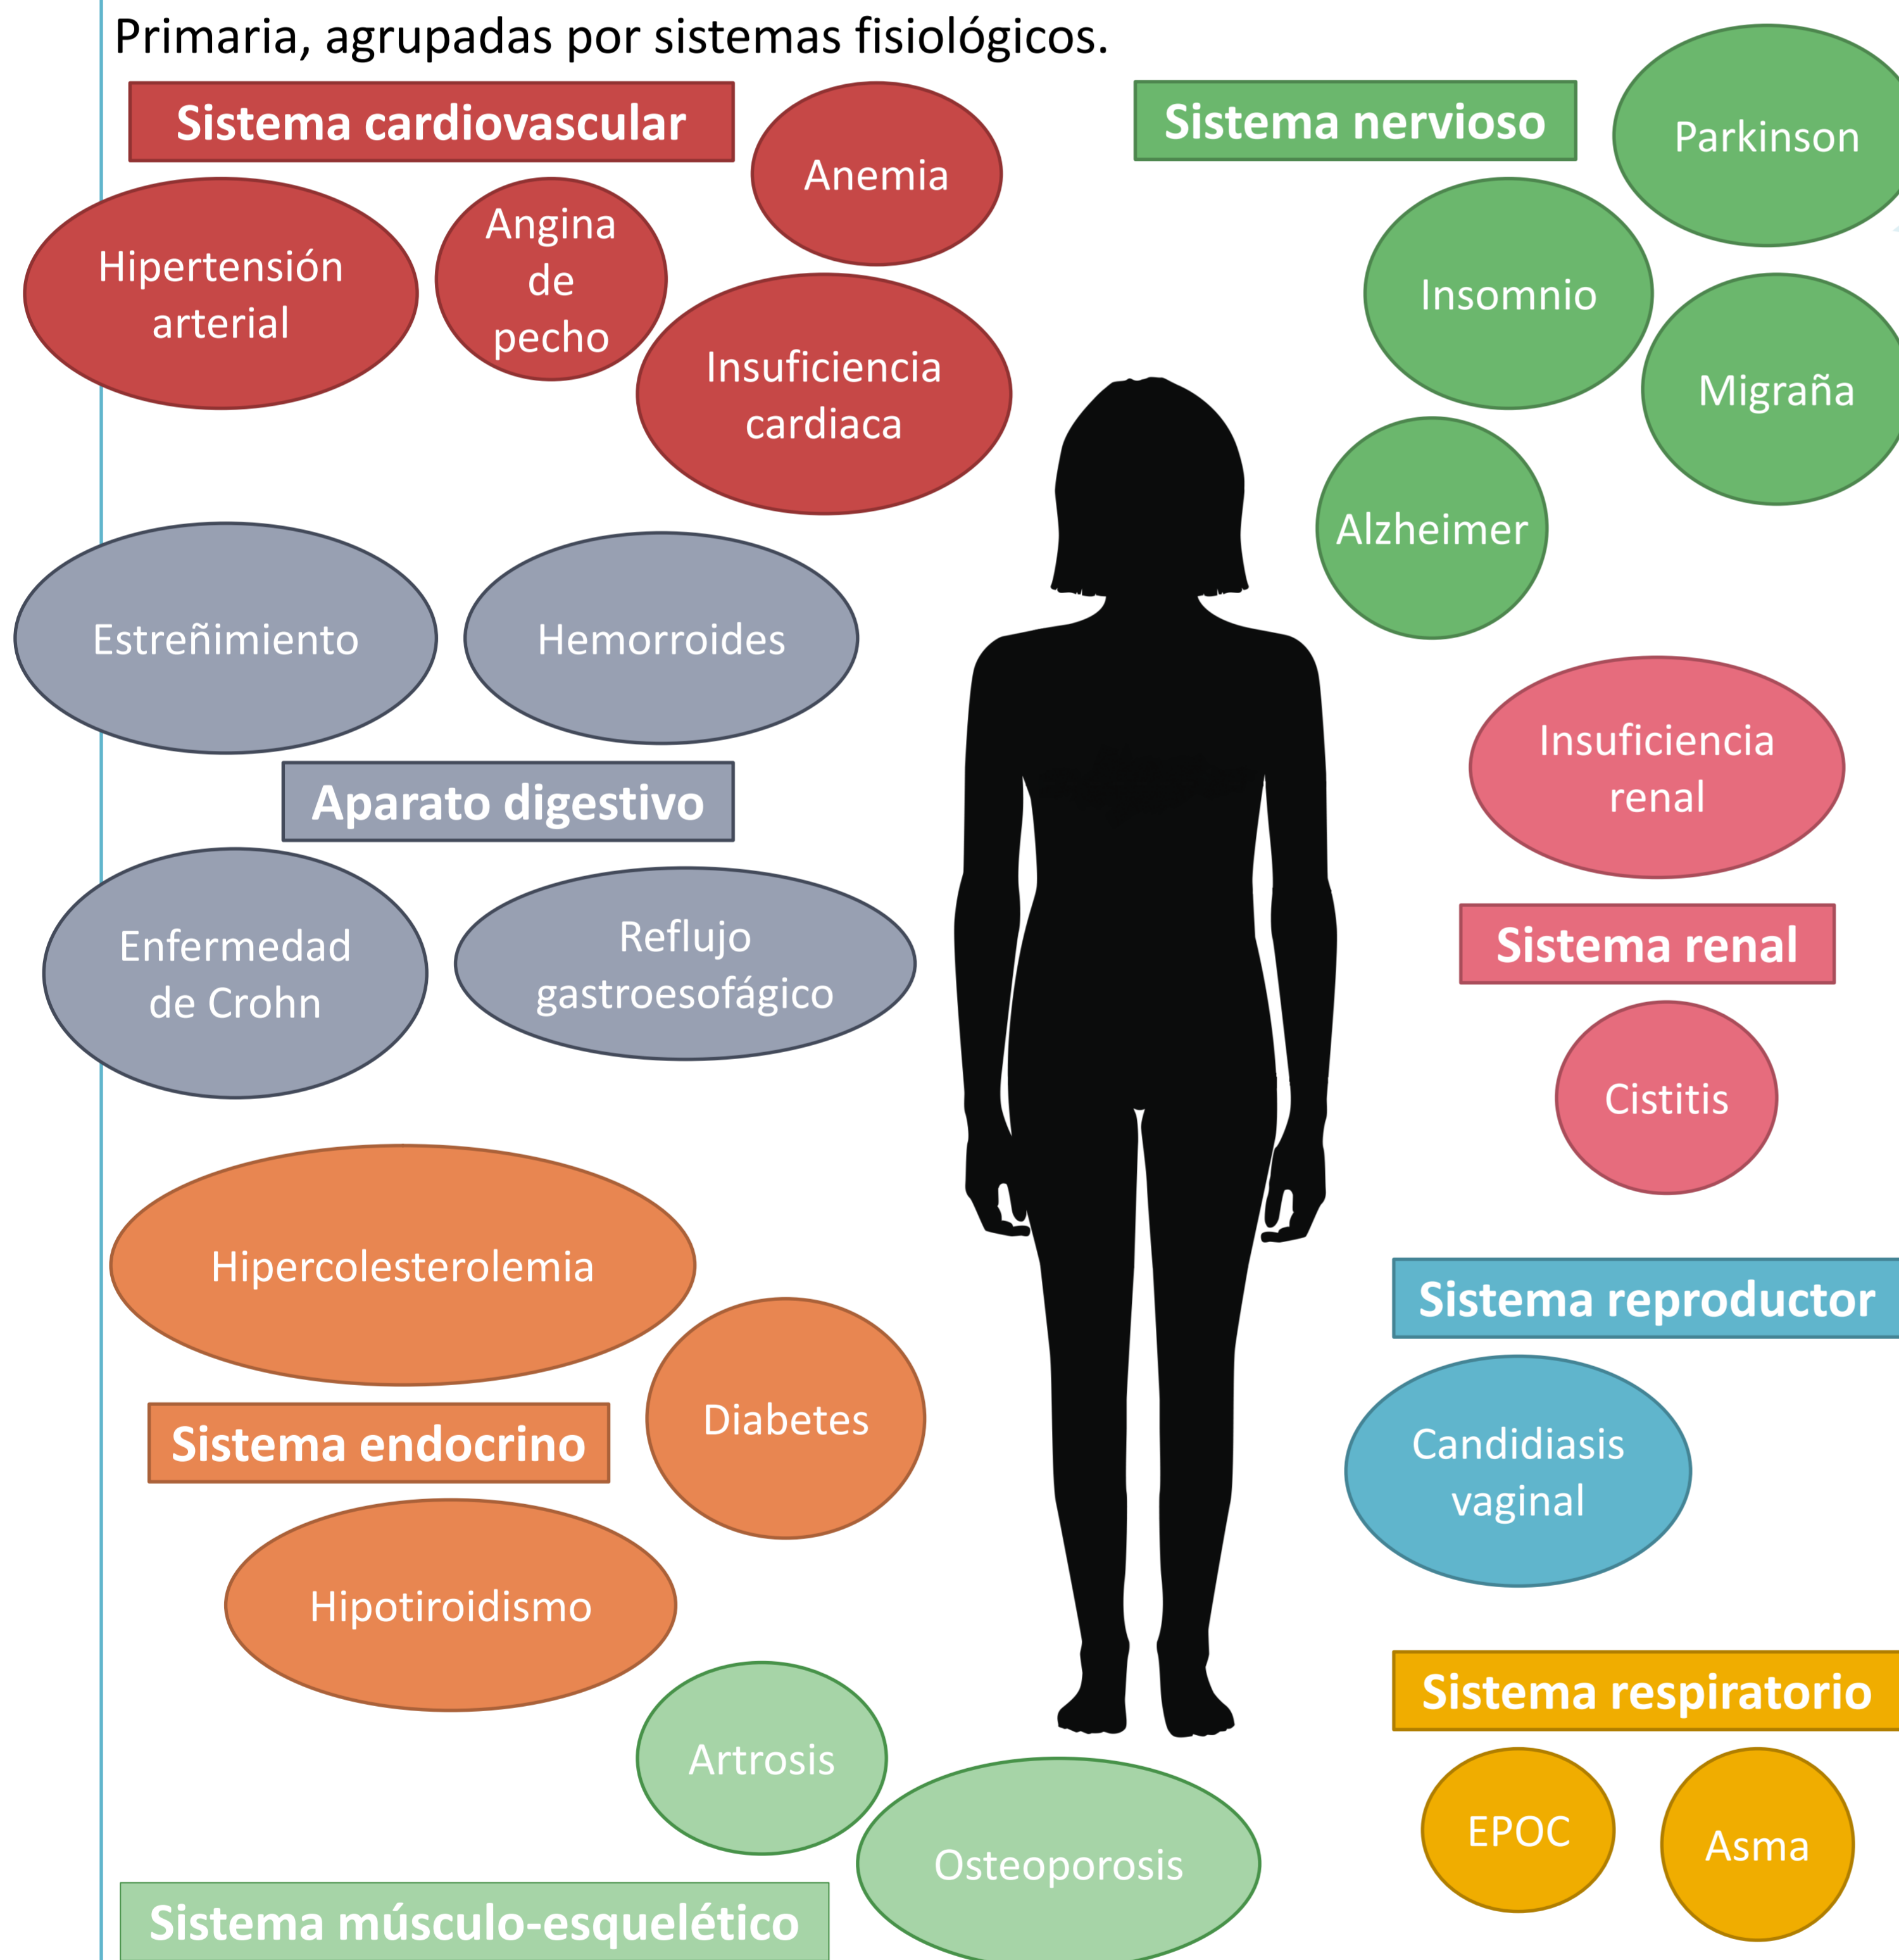 Primaria, agrupadas por sistemas fisiológicos.
Sistema cardiovascular
Anemia
Hipertensión
arterial
Angina
de
pecho
Insuficiencia
cardiaca
Sistema nervioso
Parkinson
Insomnio
Migraña
Alzheimer
Estreñimiento
Hemorroides
Aparato digestivo
Enfermedad
de Crohn
Reflujo
gastroesofágico
Insuficiencia
renal
Sistema renal
Cistitis
Hipercolesterolemia
Diabetes
Sistema endocrino
Hipotiroidismo
Sistema reproductor
Candidiasis
vaginal
Artrosis
Osteoporosis
Sistema músculo-esquelético
Sistema respiratorio
EPOC
Asma